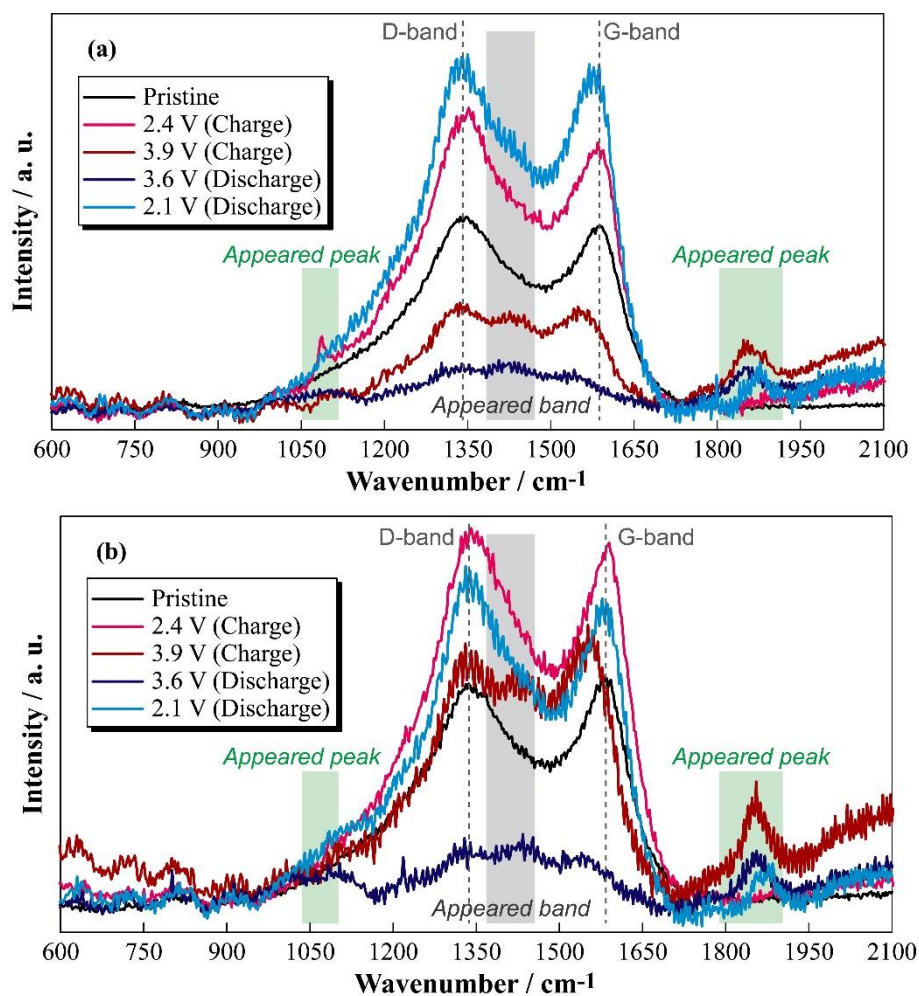 (a)
D-band
G-band
Pristine
2.4 V (Charge)
3.9 V (Charge)
3.6 V (Discharge)
2.1 V (Discharge)
Appeared peak
Appeared peak
Appeared band
Intensity / a. u.
600 750 900 1050 1200 1350 1500 1650 1800 1950 2100
Wavenumber / cm-1
(b)
D-band
G-band
Pristine
2.4 V (Charge)
3.9 V (Charge)
3.6 V (Discharge)
2.1 V (Discharge)
Appeared peak
Appeared peak
Appeared band
Intensity / a. u.
600 750 900 1050 1200 1350 1500 1650 1800 1950 2100
Wavenumber / cm-1